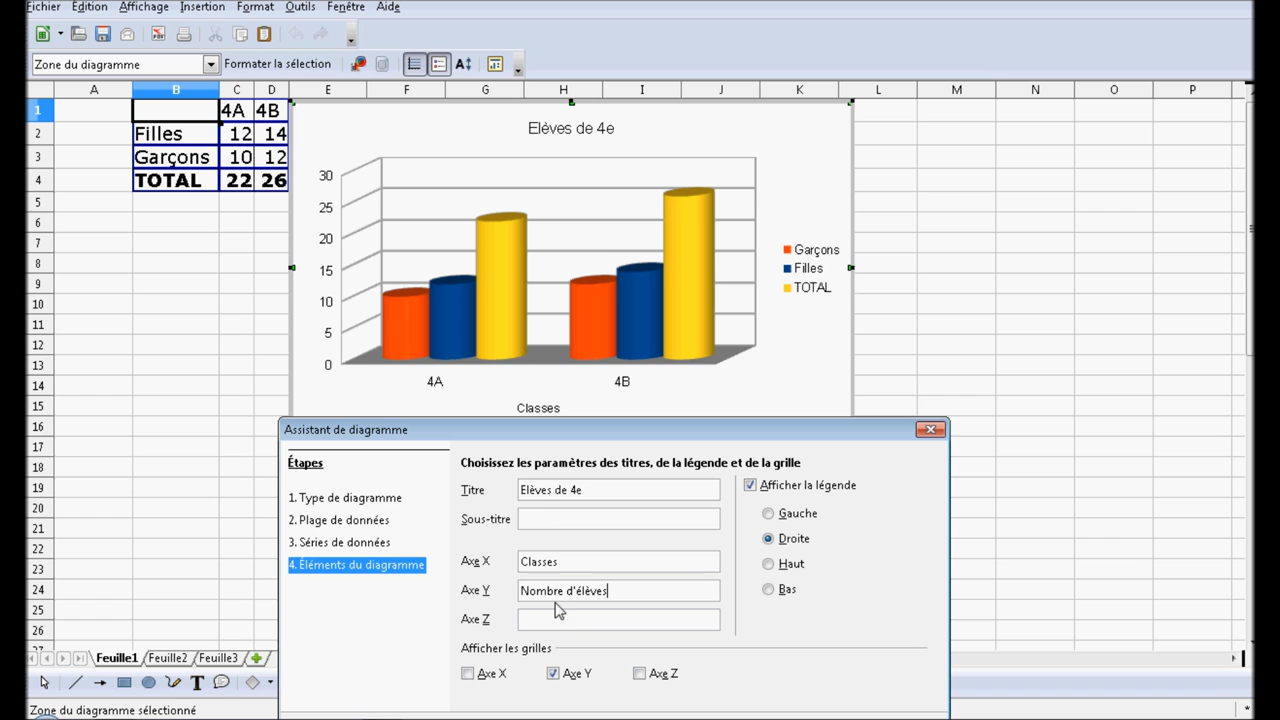 Fichier Édition Affichage Insertion Format Outils Fenêtre Aide
Zone du diagramme Formater la sélection
A B C D E F G H I J K L M N O P
1 4A 4B
2 Filles 12 14
3 Garçons 10 12
4 TOTAL 22 26
5
6
7
8
9
10
11
12
13
14
15
16
17
18
19
20
21
22
23
24
25
26
Elèves de 4e
30
25
20
15
10
5
0
4A 4B
Classes
Garçons
Filles
TOTAL
Assistant de diagramme
Étapes
1. Type de diagramme
2. Plage de données
3. Séries de données
4. Éléments du diagramme
Choisissez les paramètres des titres, de la légende et de la grille
Titre Elèves de 4e
Sous-titre
Axe X Classes
Axe Y Nombre d'élèves
Axe Z
Afficher la légende
Gauche
Droite
Haut
Bas
Afficher les grilles
Axe X Axe Y Axe Z
Feuille1 Feuille2 Feuille3
Zone du diagramme sélectionné